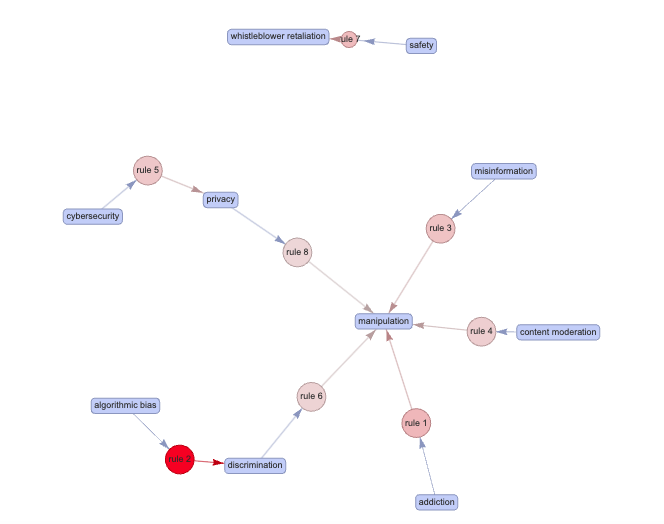 whistleblower retaliation
rule 7
safety
rule 5
misinformation
privacy
cybersecurity
rule 3
rule 8
manipulation
rule 4
content moderation
rule 6
algorithmic bias
rule 1
rule 2
discrimination
addiction